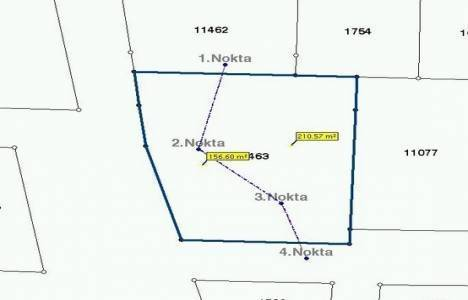 11462
1754
1.Nokta
210.57 m²
2.Nokta
156.60 m²
463
11077
3.Nokta
4.Nokta